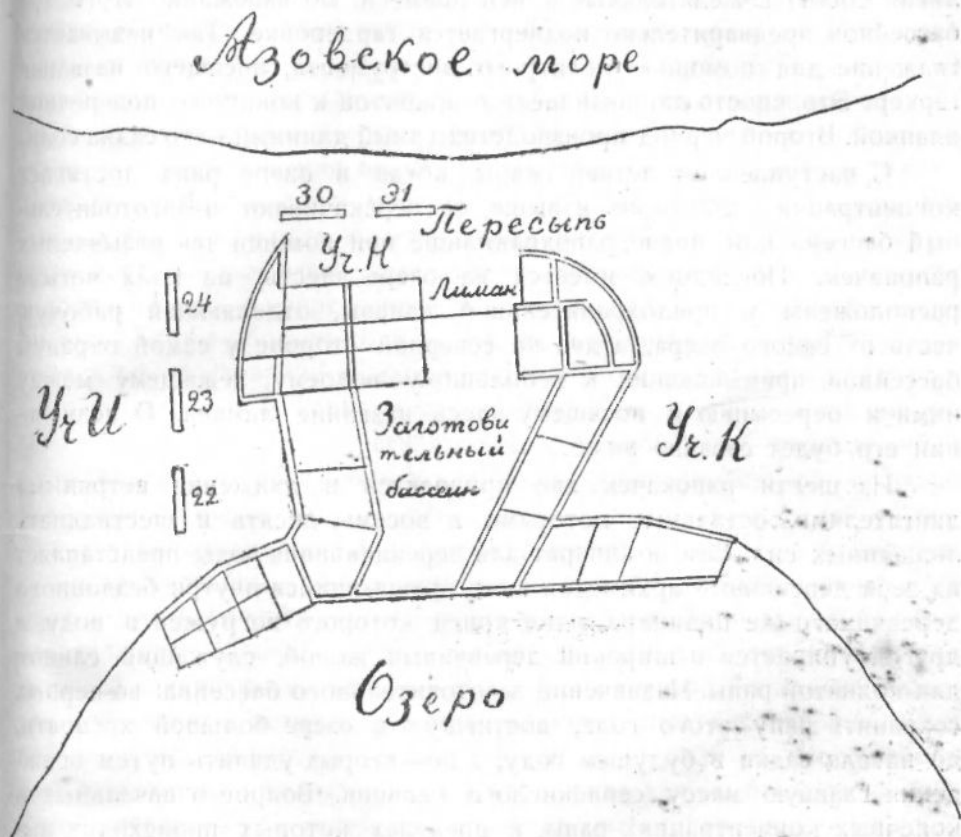 Азовское море
30 31
Пересыпь
Уч Н
Лиман
24
23
Уч И
Заготови
тельный
бассейн
Уч.К
22
Озеро